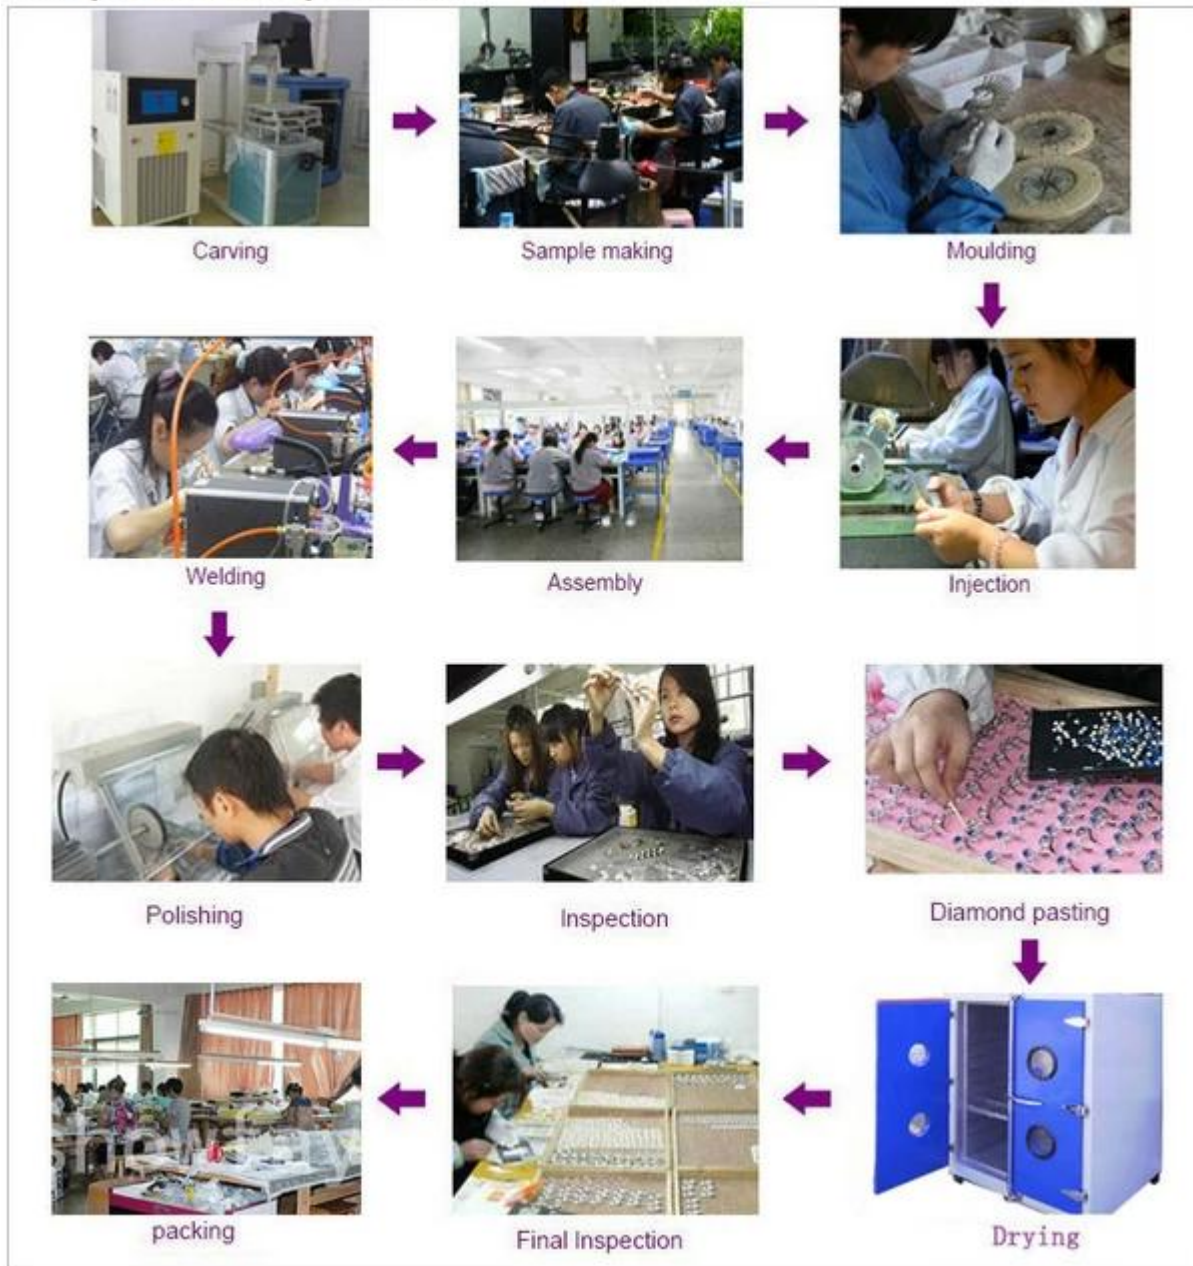 Carving
Sample making
Moulding
Welding
Assembly
Injection
Polishing
Inspection
Diamond pasting
packing
Final Inspection
Drying